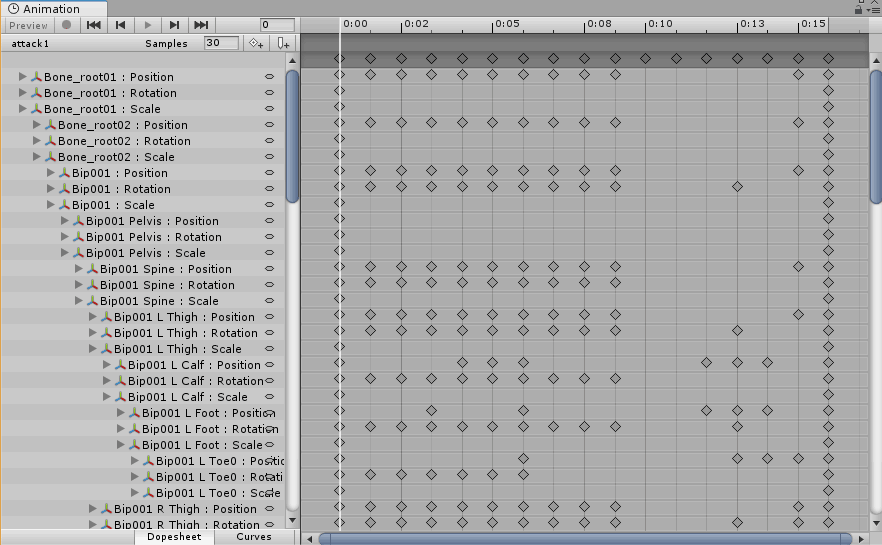 Animation
Preview 0 0:00 0:02 0:05 0:08 0:10 0:13 0:15
attack1 Samples 30
Bone_root01 : Position
Bone_root01 : Rotation
Bone_root01 : Scale
Bone_root02 : Position
Bone_root02 : Rotation
Bone_root02 : Scale
Bip001 : Position
Bip001 : Rotation
Bip001 : Scale
Bip001 Pelvis : Position
Bip001 Pelvis : Rotation
Bip001 Pelvis : Scale
Bip001 Spine : Position
Bip001 Spine : Rotation
Bip001 Spine : Scale
Bip001 L Thigh : Position
Bip001 L Thigh : Rotation
Bip001 L Thigh : Scale
Bip001 L Calf : Position
Bip001 L Calf : Rotation
Bip001 L Calf : Scale
Bip001 L Foot : Position
Bip001 L Foot : Rotation
Bip001 L Foot : Scale
Bip001 L Toe0 : Positic
Bip001 L Toe0 : Rotati
Bip001 L Toe0 : Scale
Bip001 R Thigh : Position
Bip001 R Thigh : Rotation
Dopesheet Curves